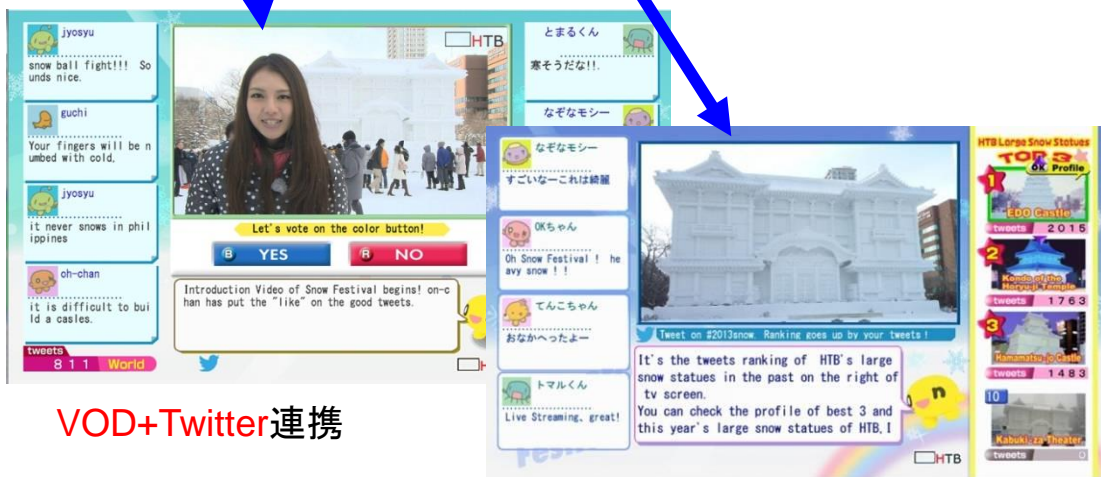 jyosyu
snow ball fight!!! So
unds nice.
guchi
Your fingers will be n
umbed with cold.
jyosyu
it never snows in phil
ippines
oh-chan
it is difficult to bui
ld a casles.
tweets
811 World
HTB
Let's vote on the color button!
B YES
R NO
Introduction Video of Snow Festival begins! on-c
han has put the "like" on the good tweets.
とまるくん
寒そうだな!!.
なぞなモシー
なぞなモシー
すごいなーこれは綺麗
OKちゃん
Oh Snow Festival ! he
avy snow ! !
てんこちゃん
おなかへったよー
トマルくん
Live Streaming, great!
Tweet on #2013snow. Ranking goes up by your tweets !
It's the tweets ranking of HTB's large
snow statues in the past on the right of
tv screen.
You can check the profile of best 3 and
this year's large snow statues of HTB, I
n
HTB
HTB Large Snow Statues
TOP 3
OK Profile
1
EDO Castle
tweets 2015
2
Kondo of the
Horyu-ji Temple
tweets 1763
3
Hamamatsu-jo Castle
tweets 1483
10
Kabuki-za Theater
tweets 0
VOD+Twitter連携